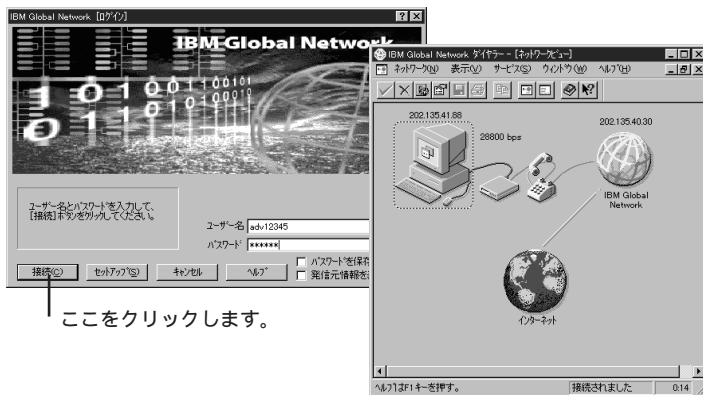 IBM Global Network [ログイン]
IBM Global Network
ユーザー名とパスワードを入力して、
[接続]ボタンをクリックしてください。
ユーザー名 adv12345
パスワード ******
パスワードを保存
発信元情報を
接続(C) セットアップ(S) キャンセル ヘルプ
ここをクリックします。
IBM Global Network ダイヤラー - [ネットワークビュー]
ネットワーク(N) 表示(V) サービス(S) ウィンドウ(W) ヘルプ(H)
202.135.41.88
28800 bps
202.135.40.30
IBM Global
Network
インターネット
ヘルプはF1キーを押す。 接続されました 0:14